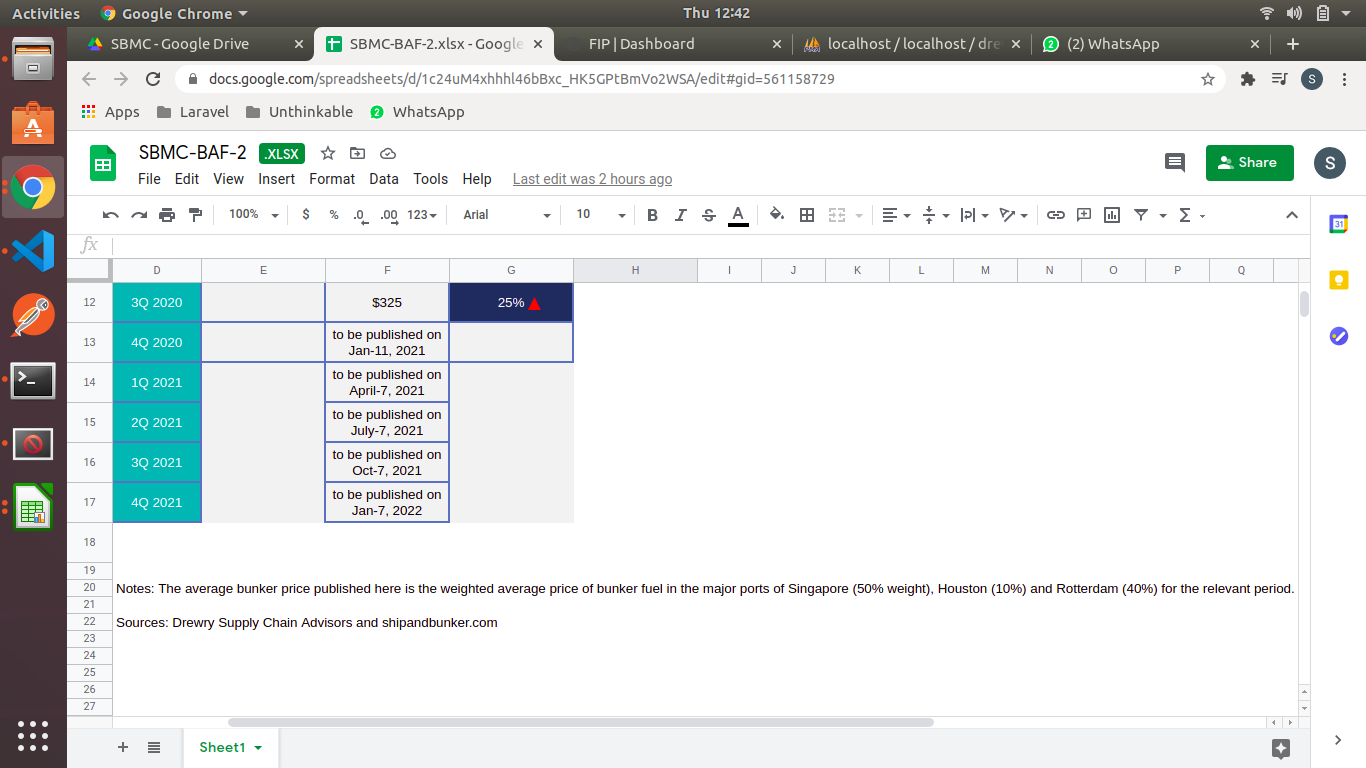 Activities Google Chrome Thu 12:42
SBMC - Google Drive SBMC-BAF-2.xlsx - Google FIP | Dashboard localhost / localhost / dre (2) WhatsApp
docs.google.com/spreadsheets/d/1c24uM4xhhhl46bBxc_HK5GPtBmVo2WSA/edit#gid=561158729 S
Apps Laravel Unthinkable 2 WhatsApp
SBMC-BAF-2 .XLSX Share S
File Edit View Insert Format Data Tools Help Last edit was 2 hours ago
100% $ % .0 .00 123 Arial 10 B I S A Σ
fx 31
D E F G H I J K L M N O P Q
12 3Q 2020 $325 25%
13 4Q 2020 to be published on
Jan-11, 2021
14 1Q 2021 to be published on
April-7, 2021
15 2Q 2021 to be published on
July-7, 2021
16 3Q 2021 to be published on
Oct-7, 2021
17 4Q 2021 to be published on
Jan-7, 2022
18
19
20 Notes: The average bunker price published here is the weighted average price of bunker fuel in the major ports of Singapore (50% weight), Houston (10%) and Rotterdam (40%) for the relevant period.
21
22 Sources: Drewry Supply Chain Advisors and shipandbunker.com
23
24
25
26
27
Sheet1